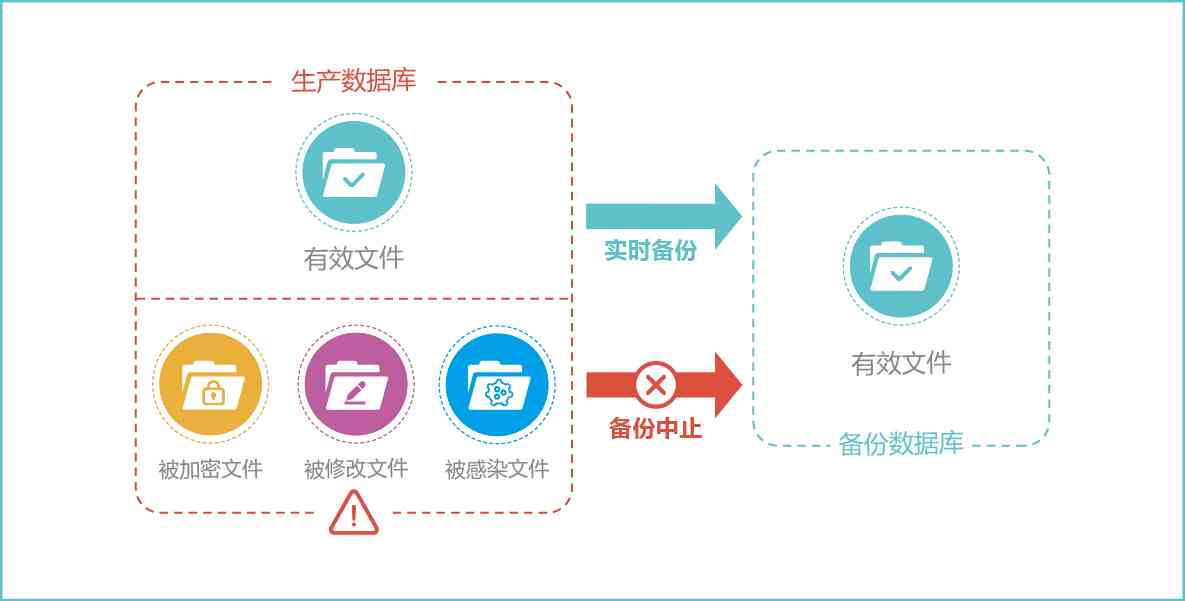 生产数据库
有效文件
实时备份
被加密文件
被修改文件
被感染文件
备份中止
有效文件
备份数据库